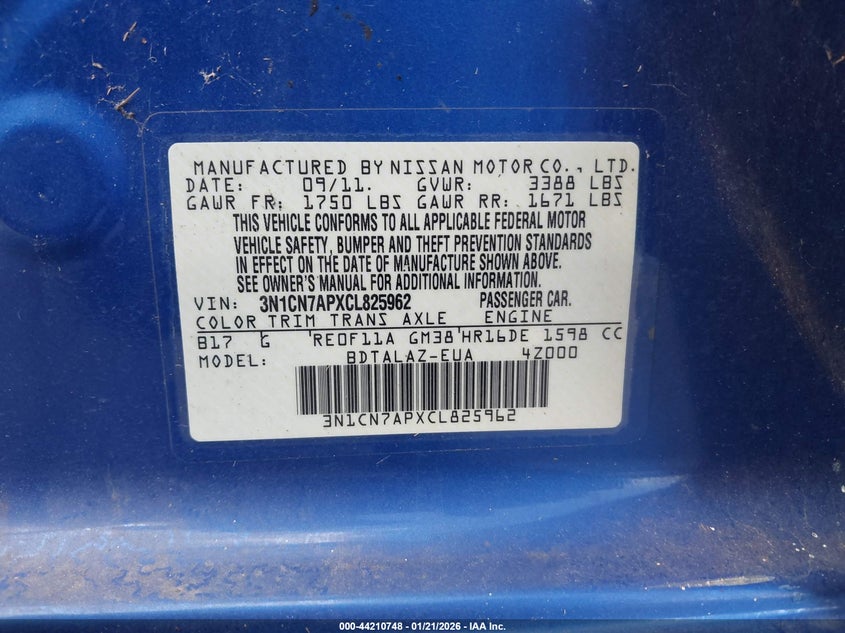 MANUFACTURED BY NISSAN MOTOR CO., LTD.
DATE: 09/11. GVWR: 3388 LBS
GAWR FR: 1750 LBS GAWR RR: 1671 LBS
THIS VEHICLE CONFORMS TO ALL APPLICABLE FEDERAL MOTOR
VEHICLE SAFETY, BUMPER AND THEFT PREVENTION STANDARDS
IN EFFECT ON THE DATE OF MANUFACTURE SHOWN ABOVE.
SEE OWNER'S MANUAL FOR ADDITIONAL INFORMATION.
VIN: 3N1CN7APXCL825962 PASSENGER CAR.
COLOR TRIM TRANS AXLE ENGINE
B17 G RE0F11A GM38 HR16DE 1598 CC
MODEL: BDTALAZ-EUA 4Z000
3N1CN7APXCL825962
000-44210748 - 01/21/2026 - IAA Inc.